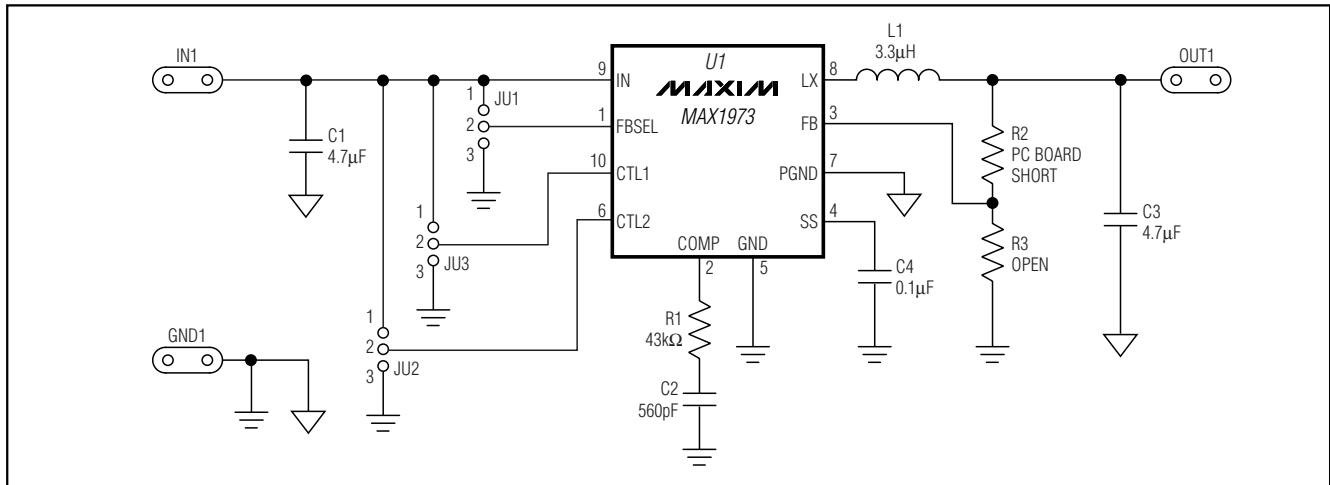 IN1
C1
4.7µF
1
2
3
JU1
1
2
3
JU3
1
2
3
JU2
GND1
U1
MAXIM
MAX1973
9
IN
1
FBSEL
10
CTL1
6
CTL2
COMP
2
GND
5
LX
8
FB
3
PGND
7
SS
4
R1
43kΩ
C2
560pF
L1
3.3µH
OUT1
R2
PC BOARD
SHORT
R3
OPEN
C4
0.1µF
C3
4.7µF